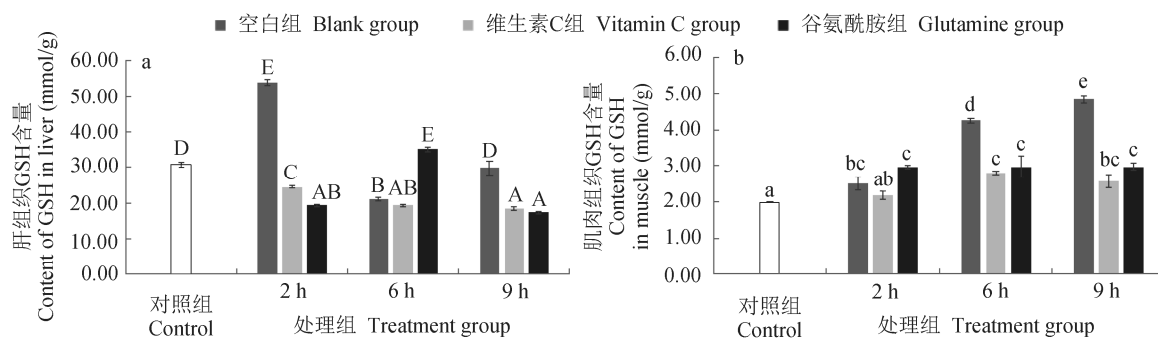 空白组 Blank group 维生素C组 Vitamin C group 谷氨酰胺组 Glutamine group
肝组织GSH含量
Content of GSH in liver (mmol/g)
a
60.00
50.00
40.00
30.00
20.00
10.00
0.00
D
E
C
AB
B
AB
E
D
A
A
对照组
Control
2 h
6 h
9 h
处理组 Treatment group
肌肉组织GSH含量
Content of GSH
in muscle (mmol/g)
b
6.00
5.00
4.00
3.00
2.00
1.00
0.00
a
bc
ab
c
d
c
c
e
bc
c
对照组
Control
2 h
6 h
9 h
处理组 Treatment group